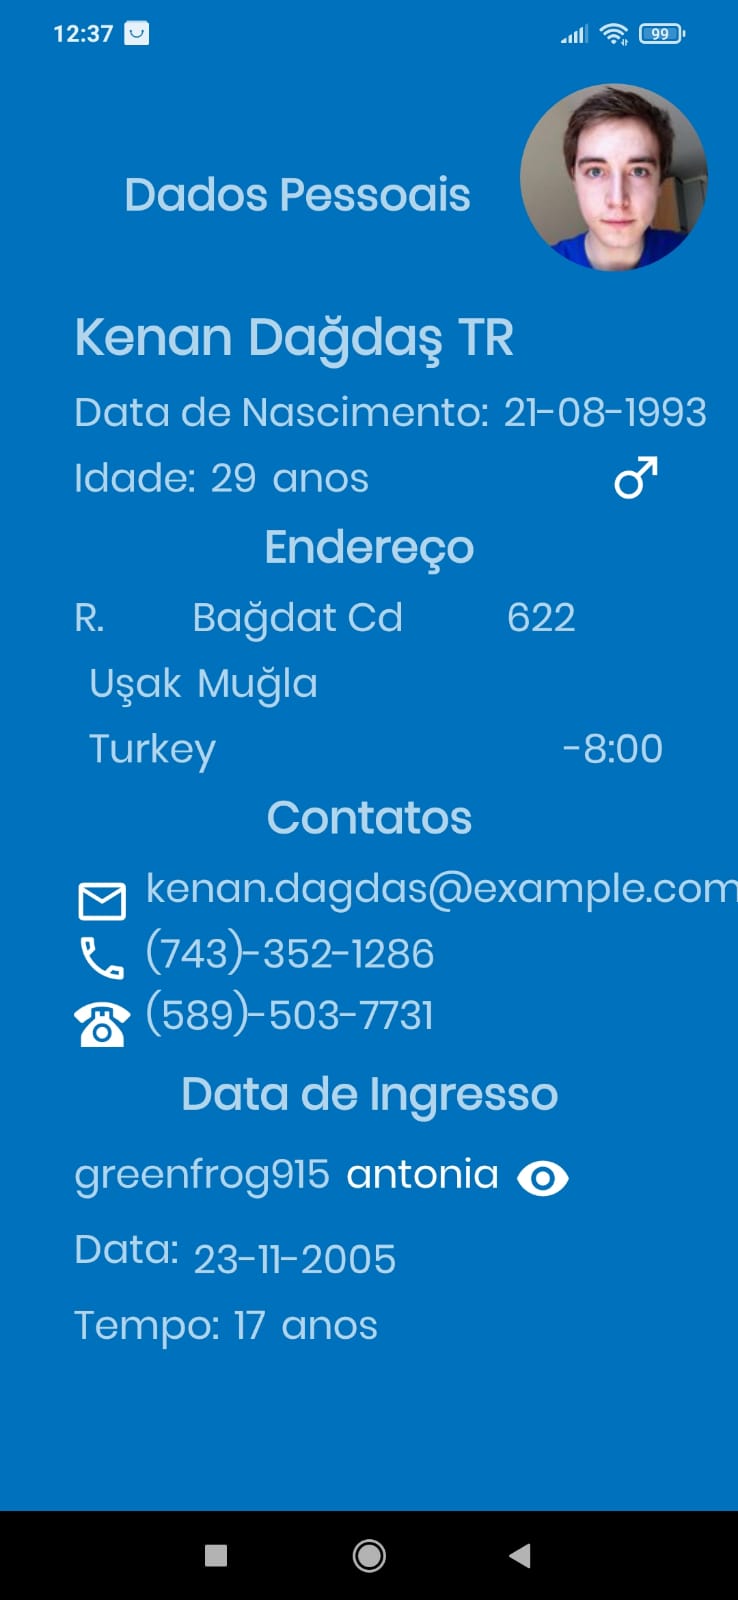 12:37
99
Dados Pessoais
Kenan Dağdaş TR
Data de Nascimento: 21-08-1993
Idade: 29 anos
Endereço
R. Bağdat Cd 622
Uşak Muğla
Turkey -8:00
Contatos
kenan.dagdas@example.com
(743)-352-1286
(589)-503-7731
Data de Ingresso
greenfrog915 antonia
Data: 23-11-2005
Tempo: 17 anos